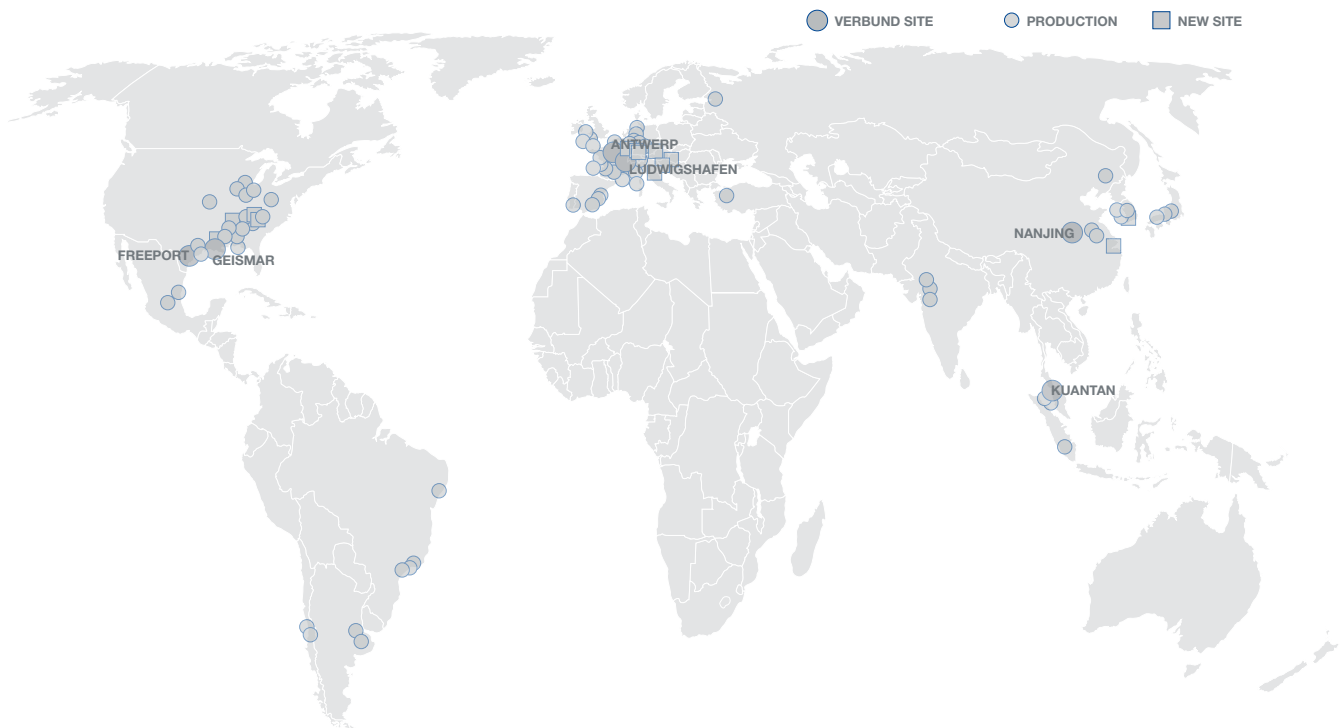 VERBUND SITE
PRODUCTION
NEW SITE
ANTWERP
LUDWIGSHAFEN
NANJING
FREEPORT
GEISMAR
KUANTAN